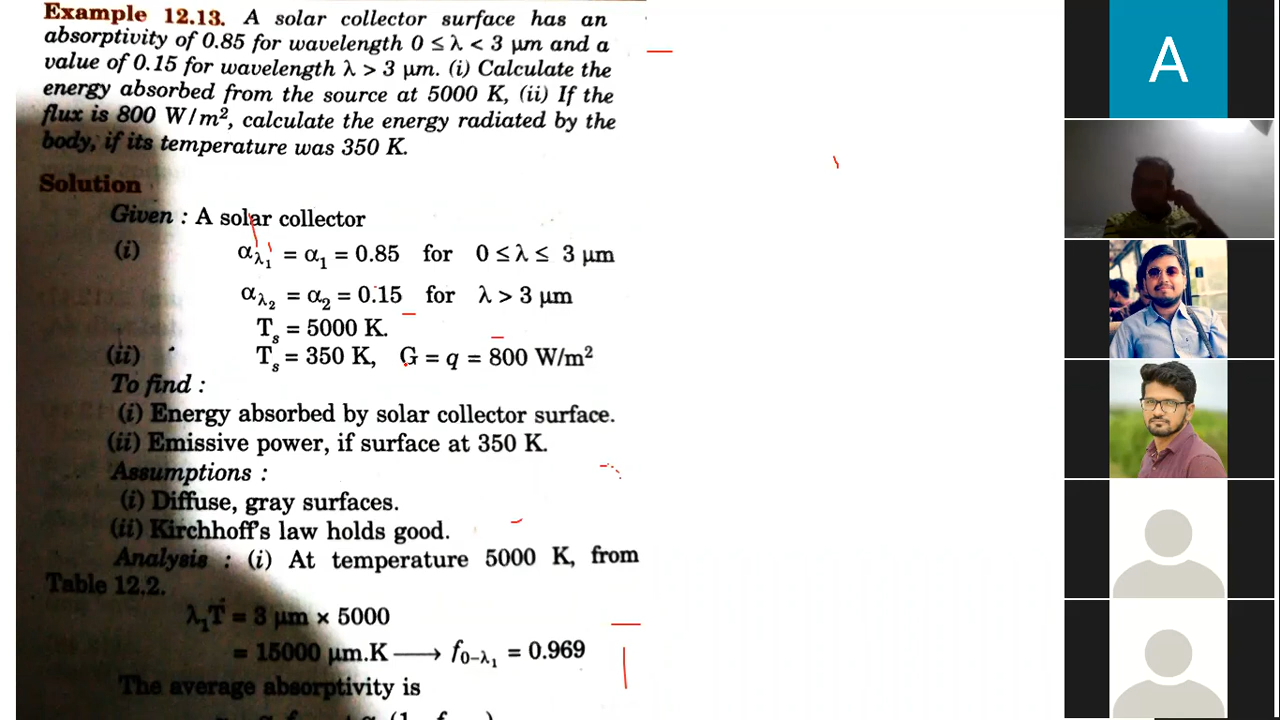 Example 12.13. A solar collector surface has an
absorptivity of 0.85 for wavelength 0 ≤ λ < 3 μm and a
value of 0.15 for wavelength λ > 3 μm. (i) Calculate the
energy absorbed from the source at 5000 K, (ii) If the
flux is 800 W/m², calculate the energy radiated by the
body, if its temperature was 350 K.
Solution
Given : A solar collector
(i) α_λ₁ = α₁ = 0.85 for 0 ≤ λ ≤ 3 μm
α_λ₂ = α₂ = 0.15 for λ > 3 μm
T_s = 5000 K.
(ii) T_s = 350 K, G = q = 800 W/m²
To find :
(i) Energy absorbed by solar collector surface.
(ii) Emissive power, if surface at 350 K.
Assumptions :
(i) Diffuse, gray surfaces.
(ii) Kirchhoff's law holds good.
Analysis : (i) At temperature 5000 K, from
Table 12.2.
λ₁T = 3 μm × 5000
= 15000 μm.K ⟶ f₀₋λ₁ = 0.969
The average absorptivity is
A